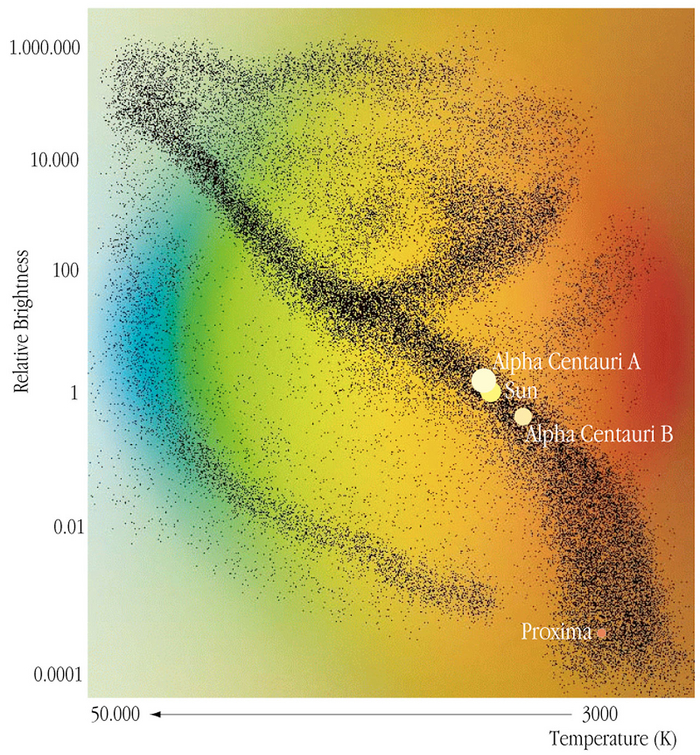 1.000.000
10.000
100
Relative Brightness
1
0.01
0.0001
Alpha Centauri A
Sun
Alpha Centauri B
Proxima
50.000
3000
Temperature (K)